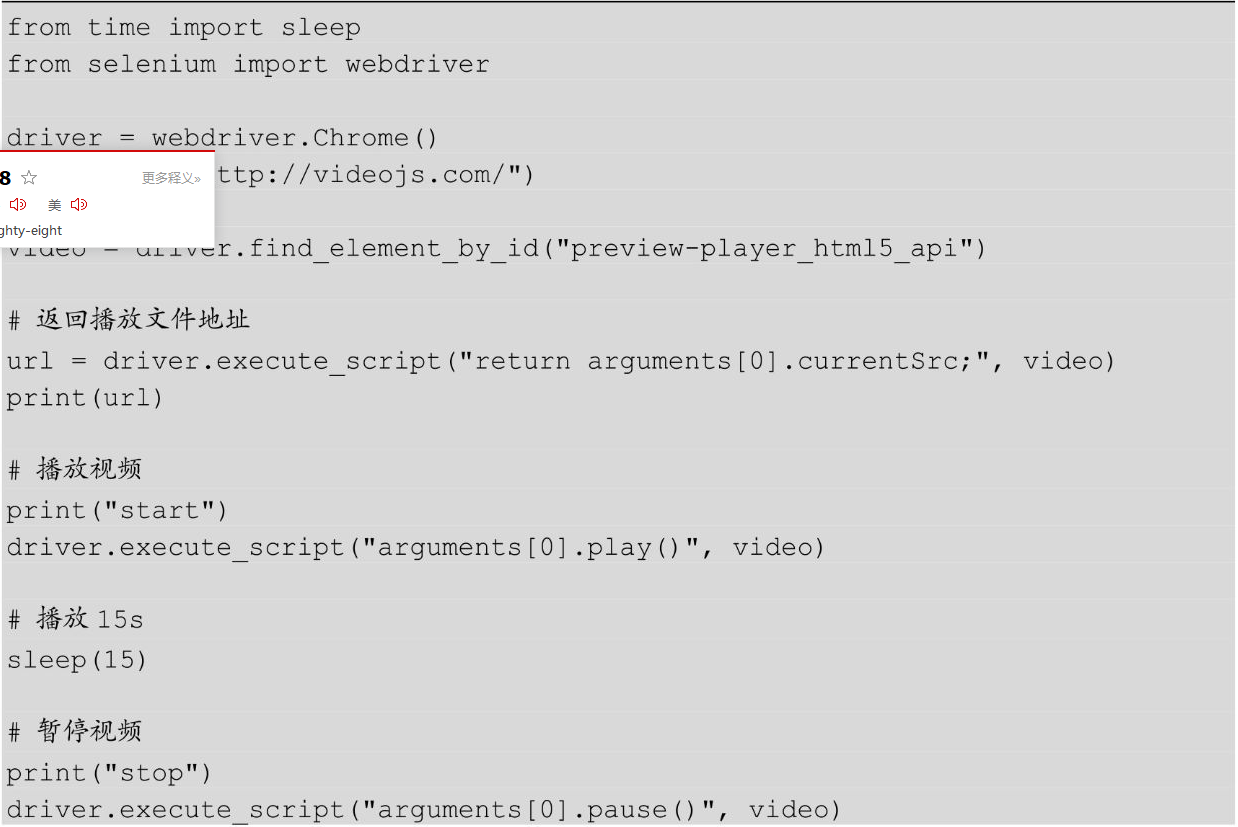 from time import sleep
from selenium import webdriver
driver = webdriver.Chrome()
8 ☆ 更多释义»
ttp://videojs.com/")
美
ghty-eight
video = driver.find_element_by_id("preview-player_html5_api")
# 返回播放文件地址
url = driver.execute_script("return arguments[0].currentSrc;", video)
print(url)
# 播放视频
print("start")
driver.execute_script("arguments[0].play()", video)
# 播放 15s
sleep(15)
# 暂停视频
print("stop")
driver.execute_script("arguments[0].pause()", video)